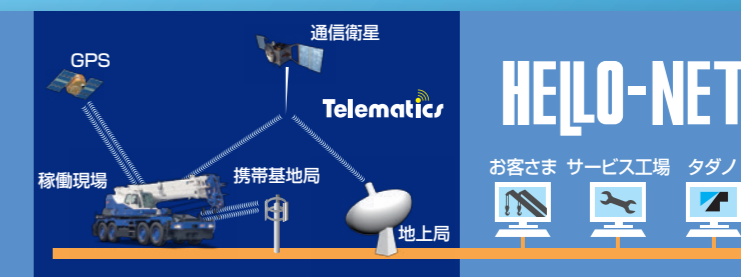 通信衛星
GPS
Telematics
HELLO-NET
稼働現場
携帯基地局
地上局
お客さま サービス工場 タダノ